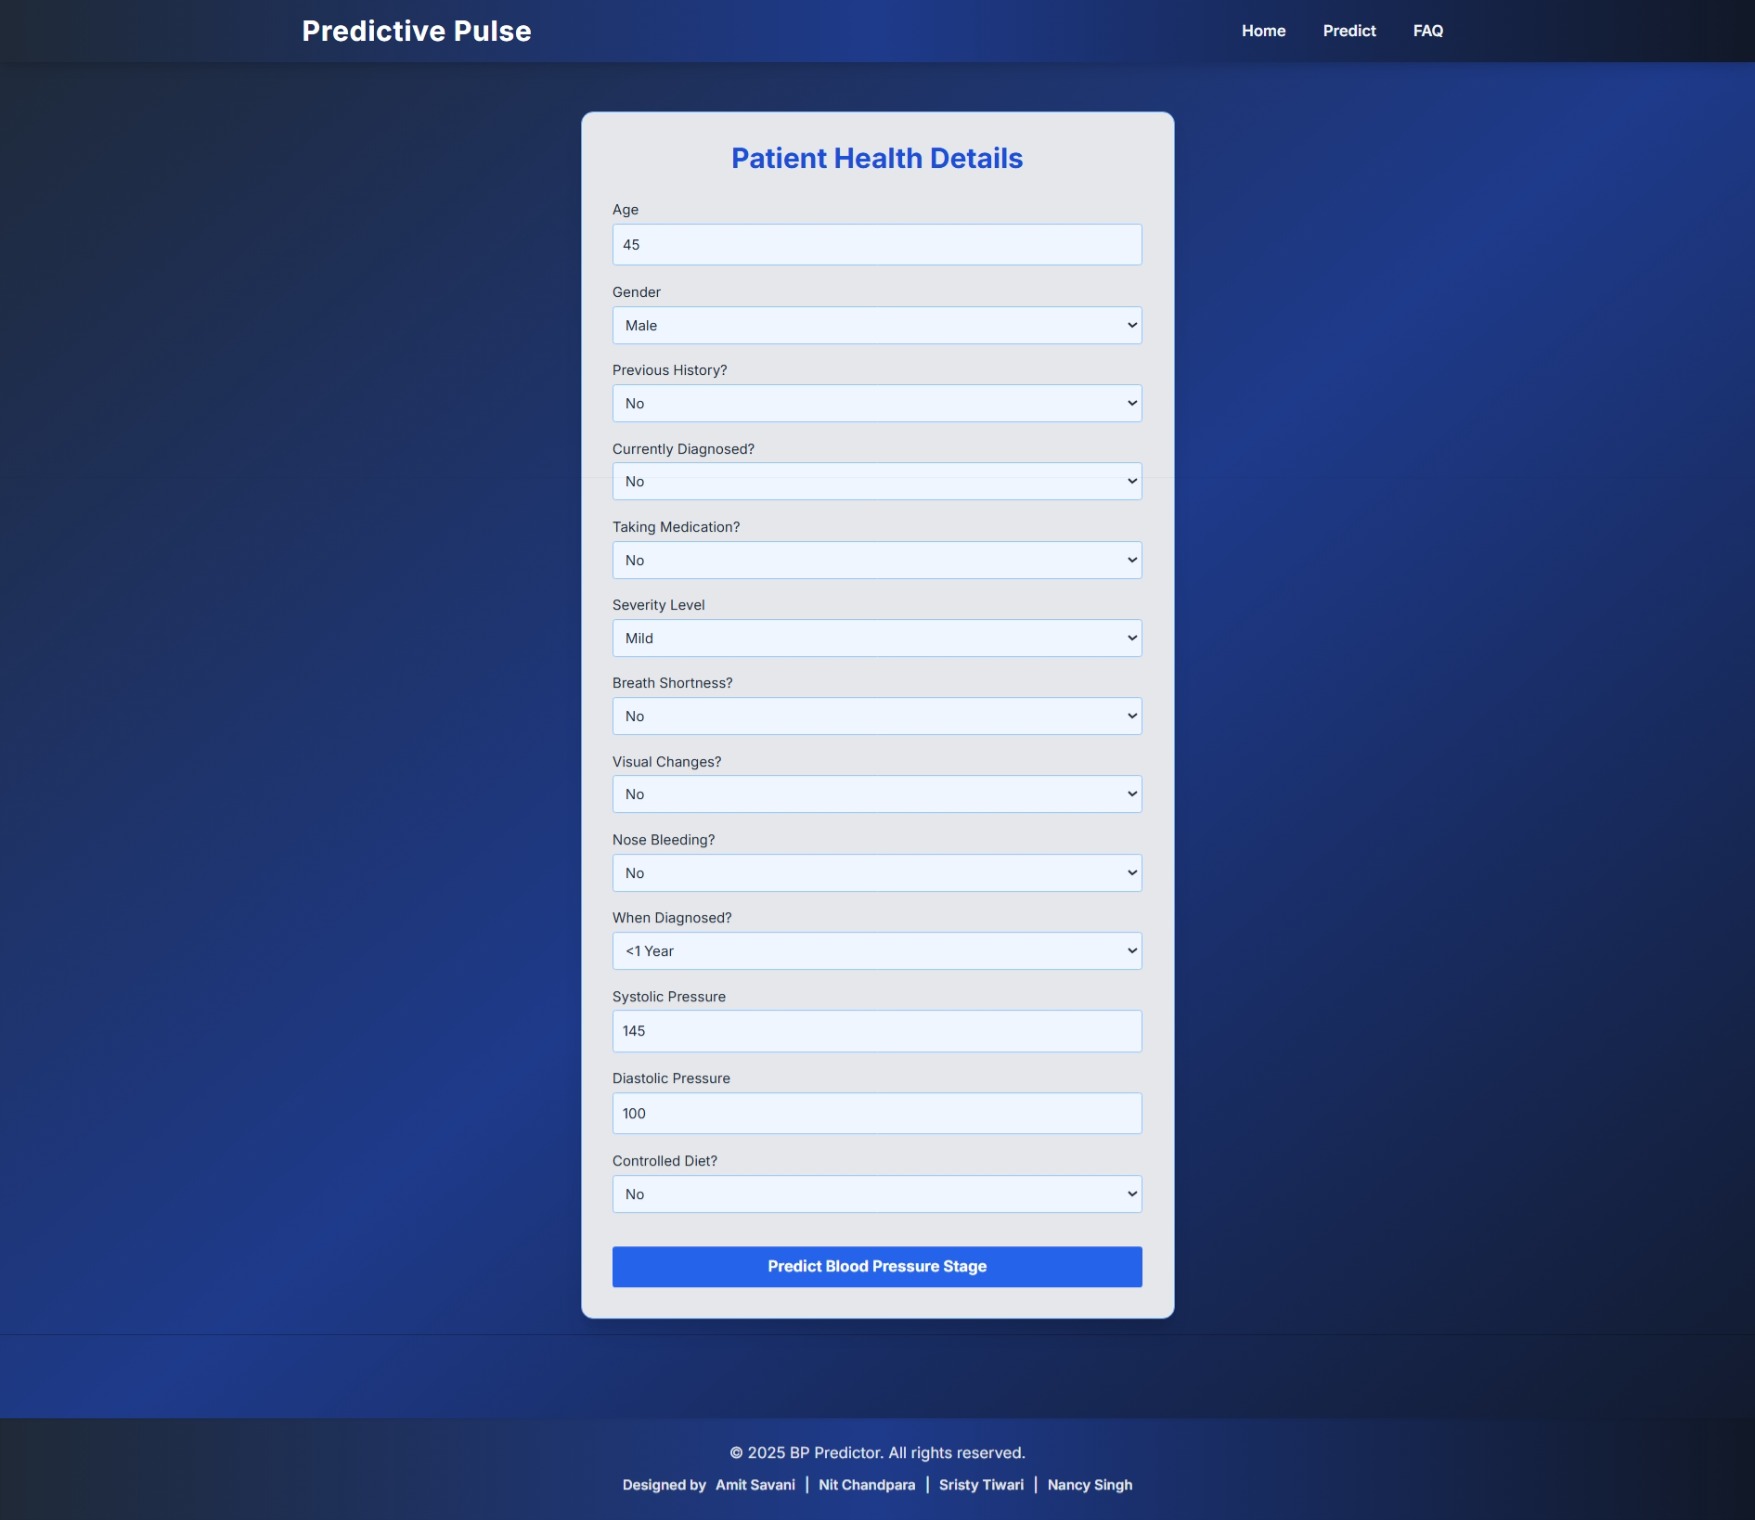 Predictive Pulse
Home Predict FAQ
Patient Health Details
Age
45
Gender
Male
Previous History?
No
Currently Diagnosed?
No
Taking Medication?
No
Severity Level
Mild
Breath Shortness?
No
Visual Changes?
No
Nose Bleeding?
No
When Diagnosed?
<1 Year
Systolic Pressure
145
Diastolic Pressure
100
Controlled Diet?
No
Predict Blood Pressure Stage
© 2025 BP Predictor. All rights reserved.
Designed by Amit Savani | Nit Chandpara | Sristy Tiwari | Nancy Singh